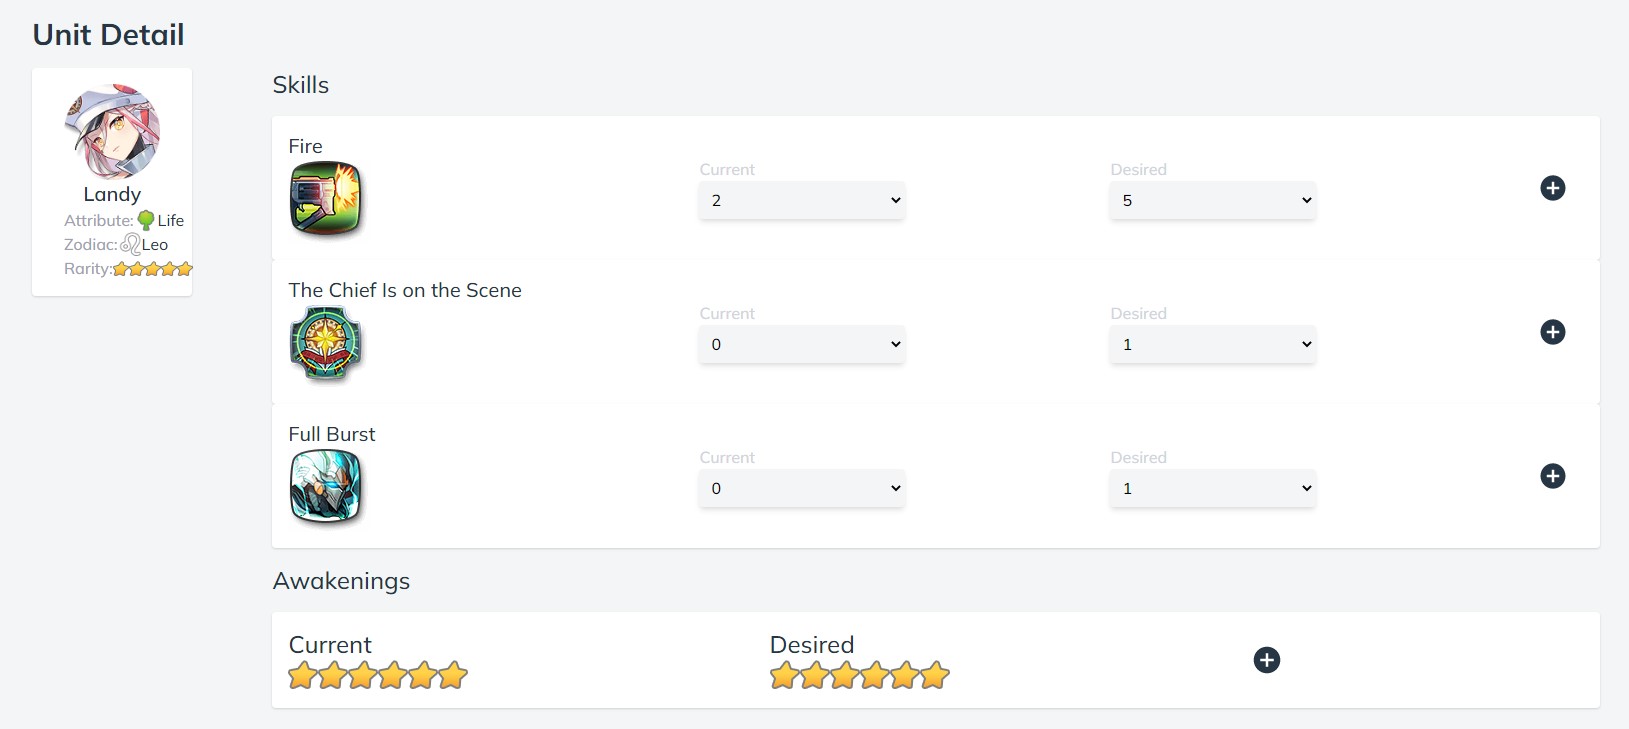 Unit Detail
Landy
Attribute: Life
Zodiac: Leo
Rarity:
Skills
Fire
Current
2
Desired
5
The Chief Is on the Scene
Current
0
Desired
1
Full Burst
Current
0
Desired
1
Awakenings
Current
Desired